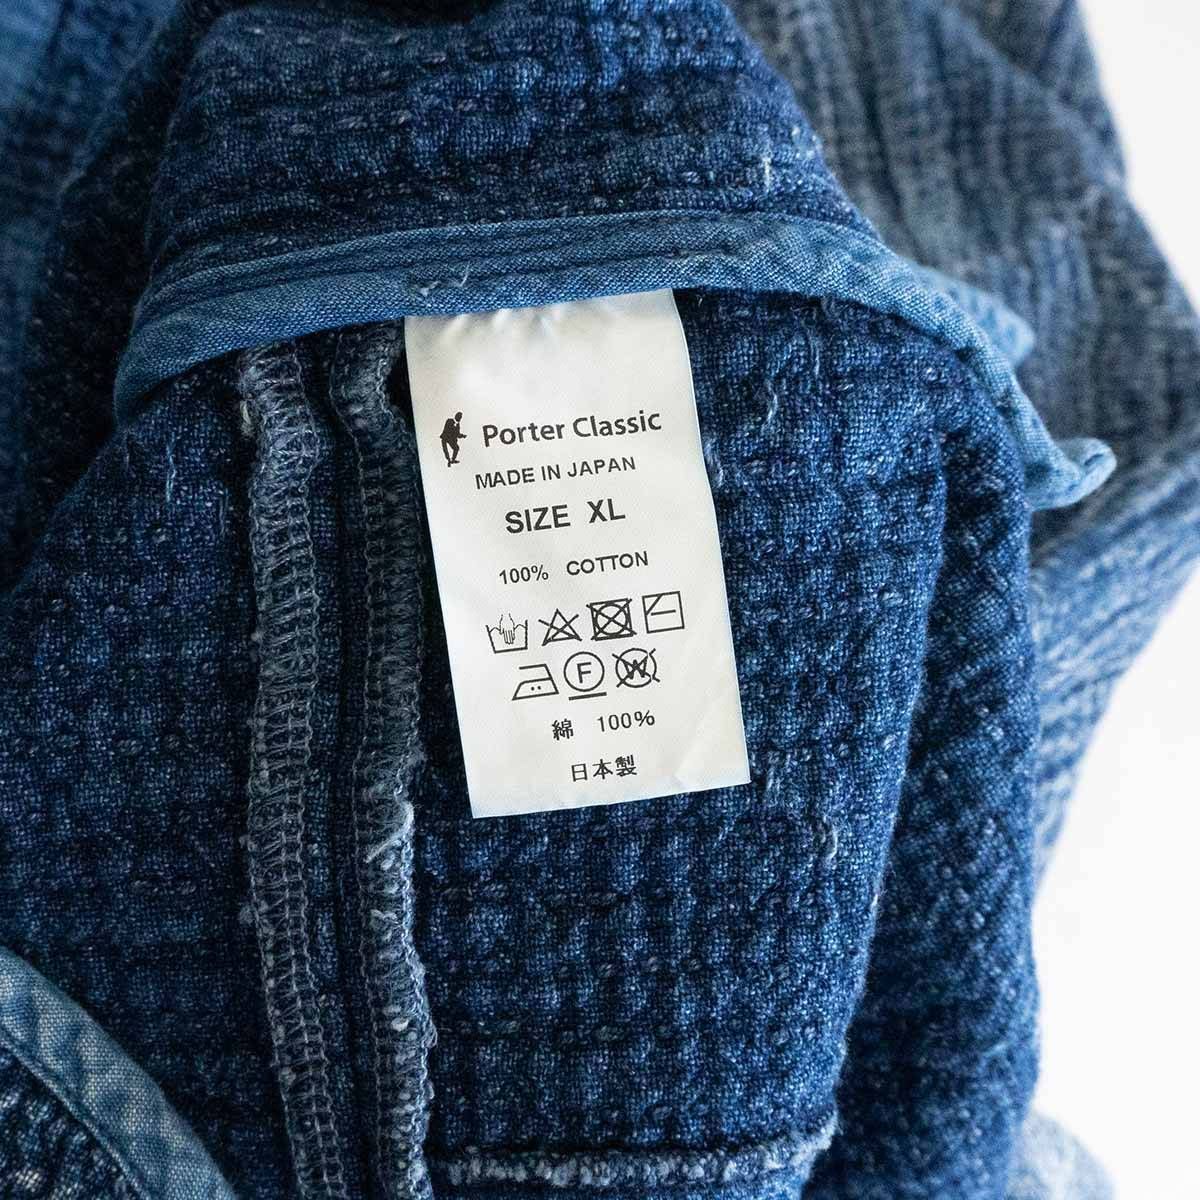 Porter Classic
MADE IN JAPAN
SIZE XL
100% COTTON
F
W
綿 100%
日本製